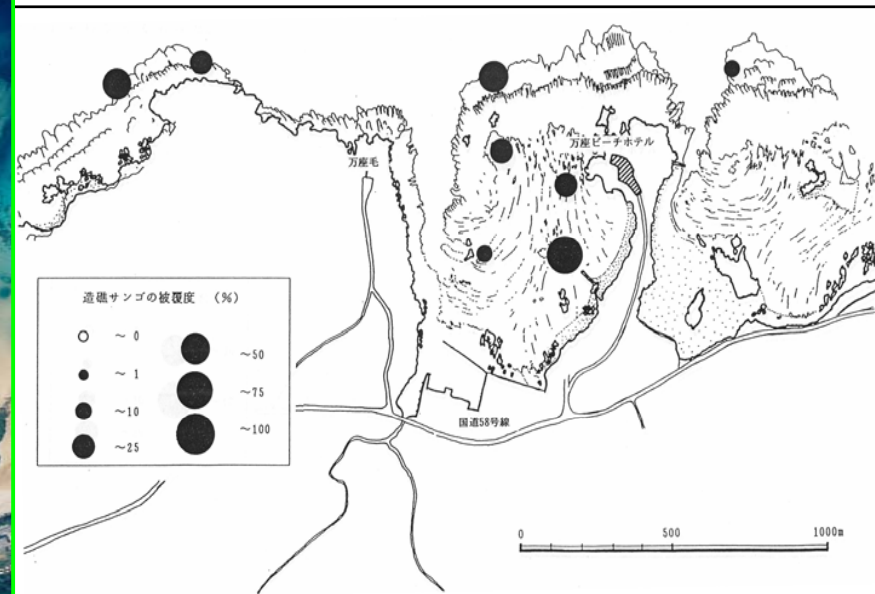 万座毛
万座ビーチホテル
造礁サンゴの被覆度 (%)
～0
～1
～10
～25
～50
～75
～100
国道58号線
0 500 1000m